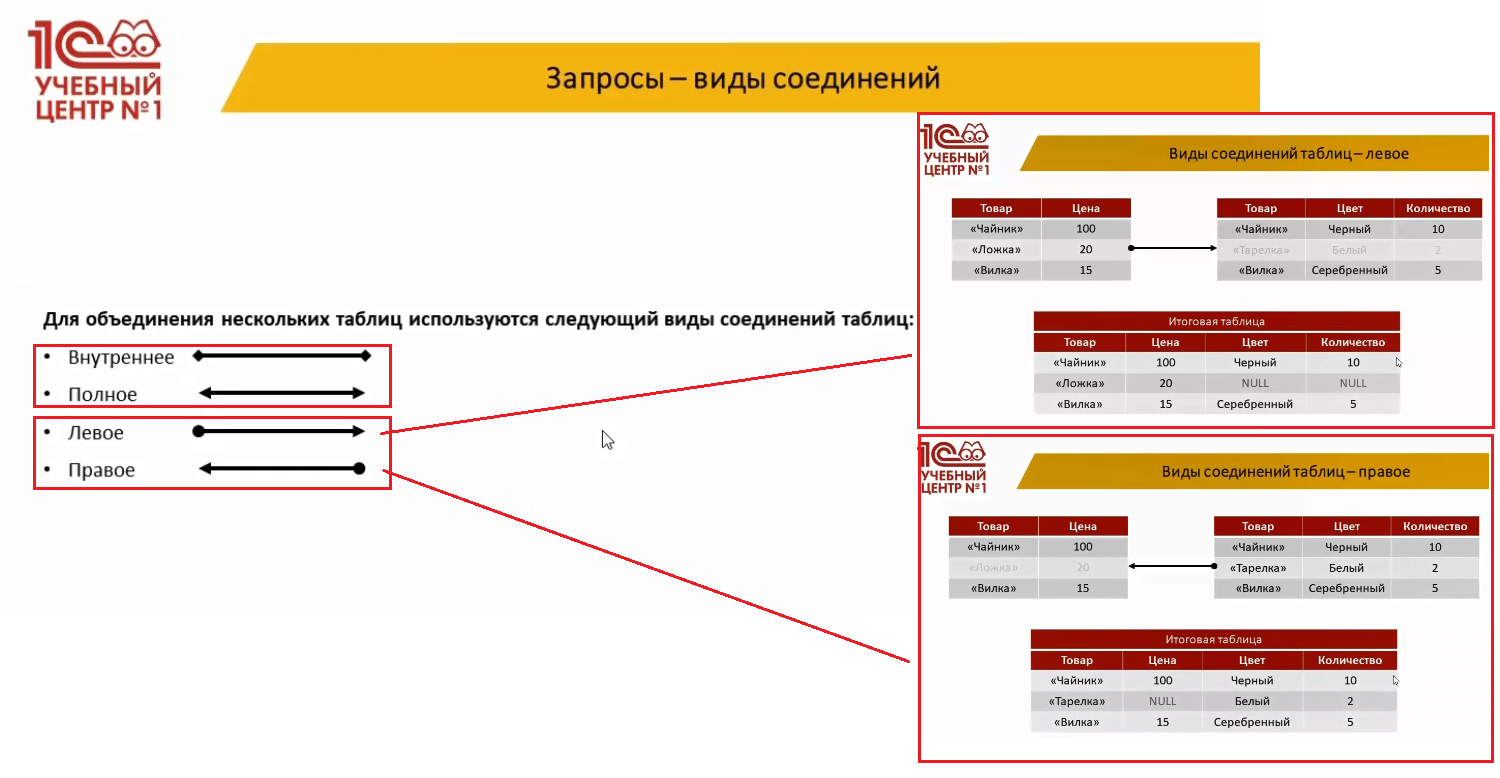 1С
УЧЕБНЫЙ
ЦЕНТР №1
Запросы – виды соединений
Для объединения нескольких таблиц используются следующий виды соединений таблиц:
• Внутреннее
• Полное
• Левое
• Правое
1С
УЧЕБНЫЙ
ЦЕНТР №1
Виды соединений таблиц – левое
Товар Цена
«Чайник» 100
«Ложка» 20
«Вилка» 15
Товар Цвет Количество
«Чайник» Черный 10
«Тарелка» Белый 2
«Вилка» Серебренный 5
Итоговая таблица
Товар Цена Цвет Количество
«Чайник» 100 Черный 10
«Ложка» 20 NULL NULL
«Вилка» 15 Серебренный 5
1С
УЧЕБНЫЙ
ЦЕНТР №1
Виды соединений таблиц – правое
Товар Цена
«Чайник» 100
«Ложка» 20
«Вилка» 15
Товар Цвет Количество
«Чайник» Черный 10
«Тарелка» Белый 2
«Вилка» Серебренный 5
Итоговая таблица
Товар Цена Цвет Количество
«Чайник» 100 Черный 10
«Тарелка» NULL Белый 2
«Вилка» 15 Серебренный 5